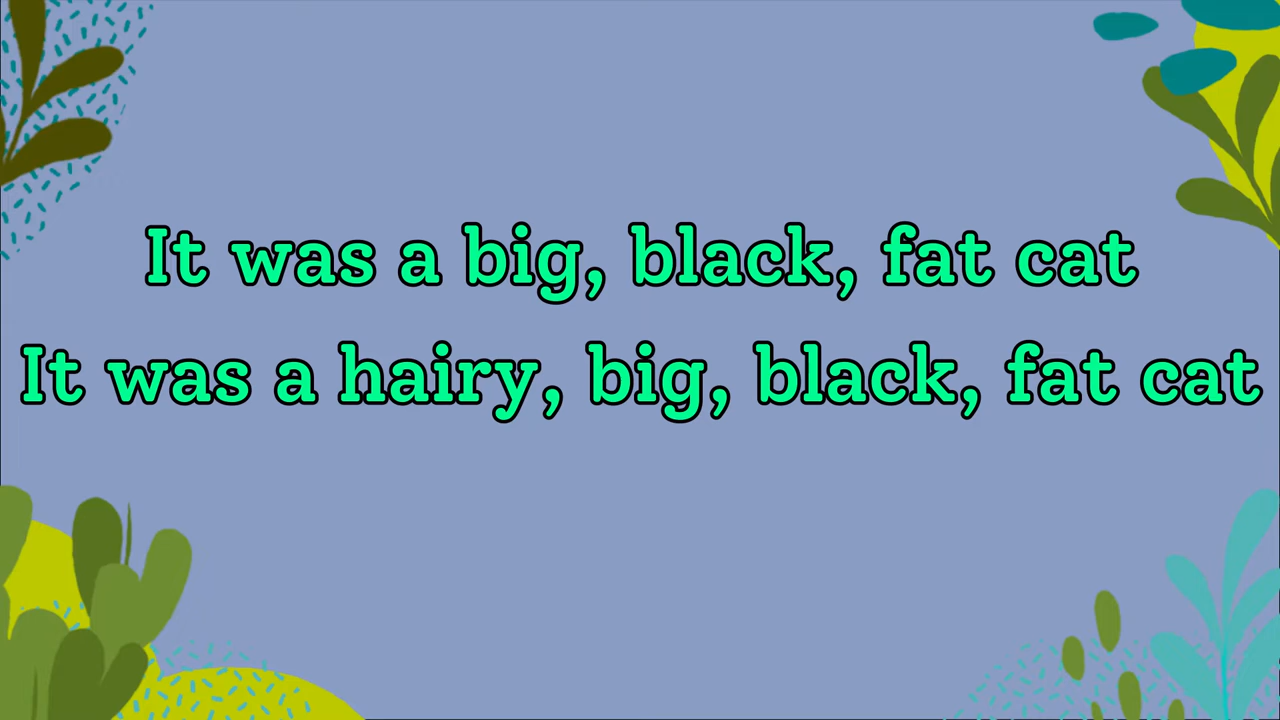 It was a big, black, fat cat
It was a hairy, big, black, fat cat